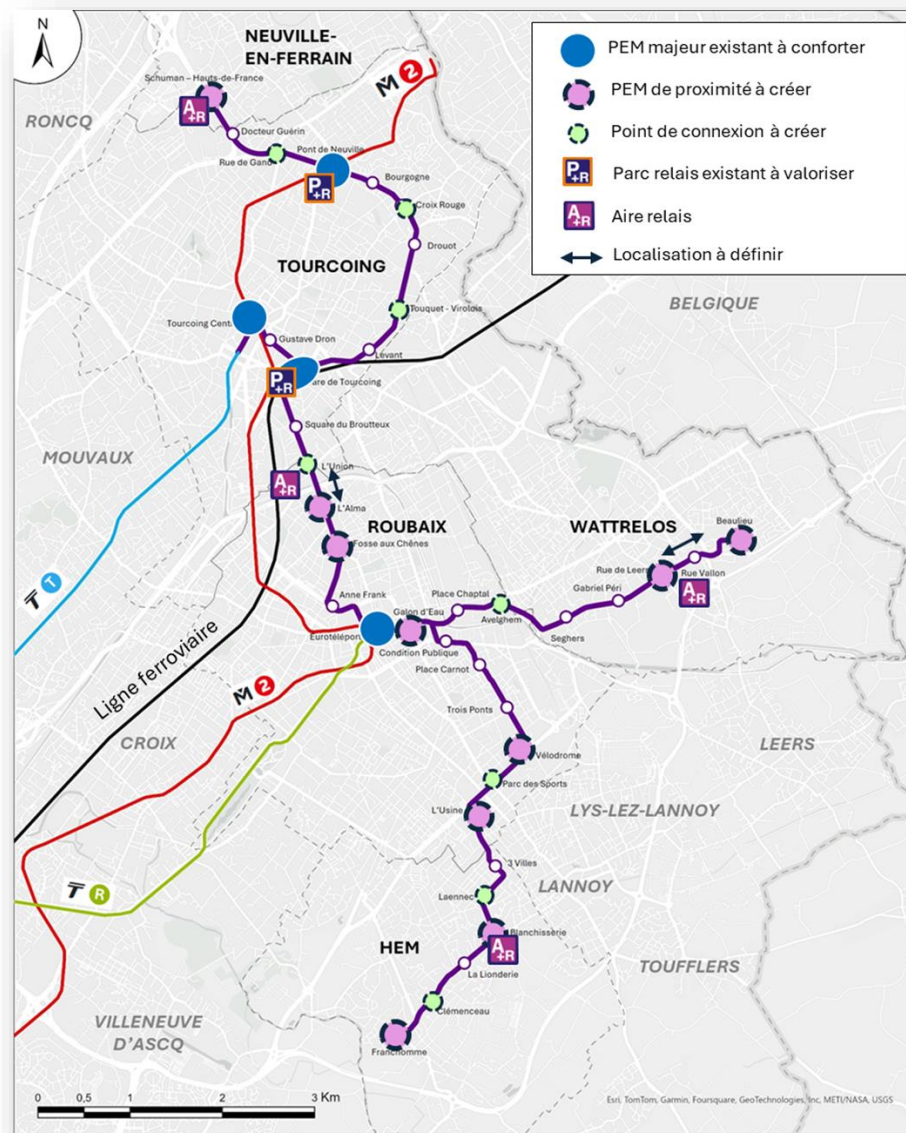 N
NEUVILLE-
EN-FERRAIN
Schuman – Hauts-de-France
M 2
A+R
RONCQ
Docteur Guérin
Pont de Neuville
Rue de Gand
P+R
Bourgogne
Croix Rouge
Drouot
TOURCOING
Touquet - Virolois
Tourcoing Cent
Gustave Dron
Levant
are de Tourcoing
P+R
Square du Broutteux
MOUVAUX
L'Union
A+R
L'Alma
ROUBAIX
Fosse aux Chênes
WATTRELOS
Beaulieu
Rue de Leers
Rue Vallon
A+R
Gabriel Péri
Place Chaptal
Avelghem
Seghers
Anne Frank
Galon d'Eau
Eurotéléport
Condition Publique
Place Carnot
T T
Ligne ferroviaire
M 2
Trois Ponts
CROIX
Vélodrome
LEERS
Parc des Sports
L'Usine
LYS-LEZ-LANNOY
3 Villes
LANNOY
T R
Laennec
Blanchisserie
A+R
HEM
La Lionderie
TOUFFLERS
Clémenceau
VILLENEUVE
D'ASCQ
Franchomme
BELGIQUE
PEM majeur existant à conforter
PEM de proximité à créer
Point de connexion à créer
P+R Parc relais existant à valoriser
A+R Aire relais
Localisation à définir
0 0,5 1 2 3 Km
Esri, TomTom, Garmin, Foursquare, GeoTechnologies, Inc, METI/NASA, USGS